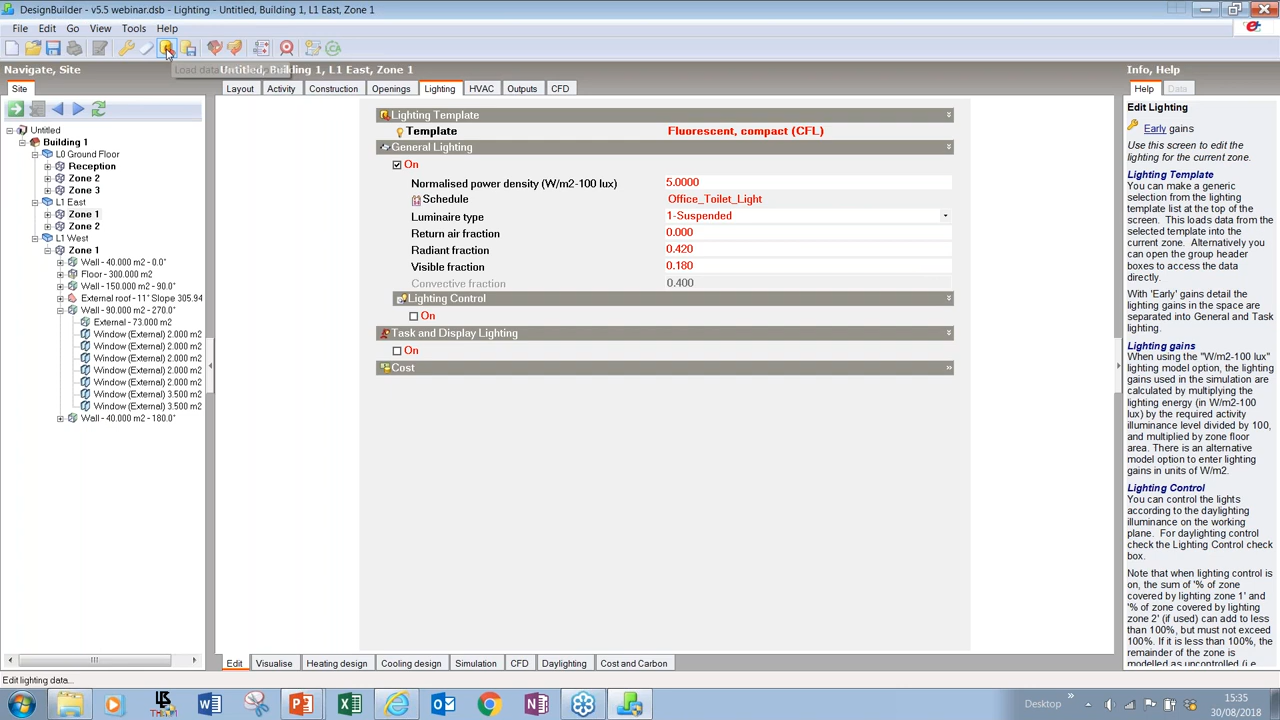 DesignBuilder - v5.5 webinar.dsb - Lighting - Untitled, Building 1, L1 East, Zone 1
File Edit Go View Tools Help
Navigate, Site
Load data
Untitled, Building 1, L1 East, Zone 1
Info, Help
Site
Layout Activity Construction Openings Lighting HVAC Outputs CFD
Help Data
Untitled
Building 1
L0 Ground Floor
Reception
Zone 2
Zone 3
L1 East
Zone 1
Zone 2
L1 West
Zone 1
Wall - 40.000 m2 - 0.0°
Floor - 300.000 m2
Wall - 150.000 m2 - 90.0°
External roof - 11° Slope 305.94
Wall - 90.000 m2 - 270.0°
External - 73.000 m2
Window (External) 2.000 m2
Window (External) 2.000 m2
Window (External) 2.000 m2
Window (External) 2.000 m2
Window (External) 2.000 m2
Window (External) 3.500 m2
Window (External) 3.500 m2
Wall - 40.000 m2 - 180.0°
Lighting Template
Template Fluorescent, compact (CFL)
General Lighting
On
Normalised power density (W/m2-100 lux) 5.0000
Schedule Office_Toilet_Light
Luminaire type 1-Suspended
Return air fraction 0.000
Radiant fraction 0.420
Visible fraction 0.180
Convective fraction 0.400
Lighting Control
On
Task and Display Lighting
On
Cost
Edit Lighting
Early gains
Use this screen to edit the
lighting for the current zone.
Lighting Template
You can make a generic
selection from the lighting
template list at the top of the
screen. This loads data from the
selected template into the
current zone. Alternatively you
can open the group header
boxes to access the data
directly.
With 'Early' gains detail the
lighting gains in the space are
separated into General and Task
lighting.
Lighting gains
When using the "W/m2-100 lux"
lighting model option, the lighting
gains used in the simulation are
calculated by multiplying the
lighting energy (in W/m2-100
lux) by the required activity
illuminance level divided by 100,
and multiplied by zone floor
area. There is an alternative
model option to enter lighting
gains in units of W/m2.
Lighting Control
You can control the lights
according to the daylighting
illuminance on the working
plane. For daylighting control
check the Lighting Control check
box.
Note that when lighting control is
on, the sum of '% of zone
covered by lighting zone 1' and
'% of zone covered by lighting
zone 2' (if used) can add to less
than 100%, but must not exceed
100%. If it is less than 100%, the
remainder of the zone is
modelled as uncontrolled (i.e.
Edit Visualise Heating design Cooling design Simulation CFD Daylighting Cost and Carbon
Edit lighting data...
Desktop
15:35
30/08/2018